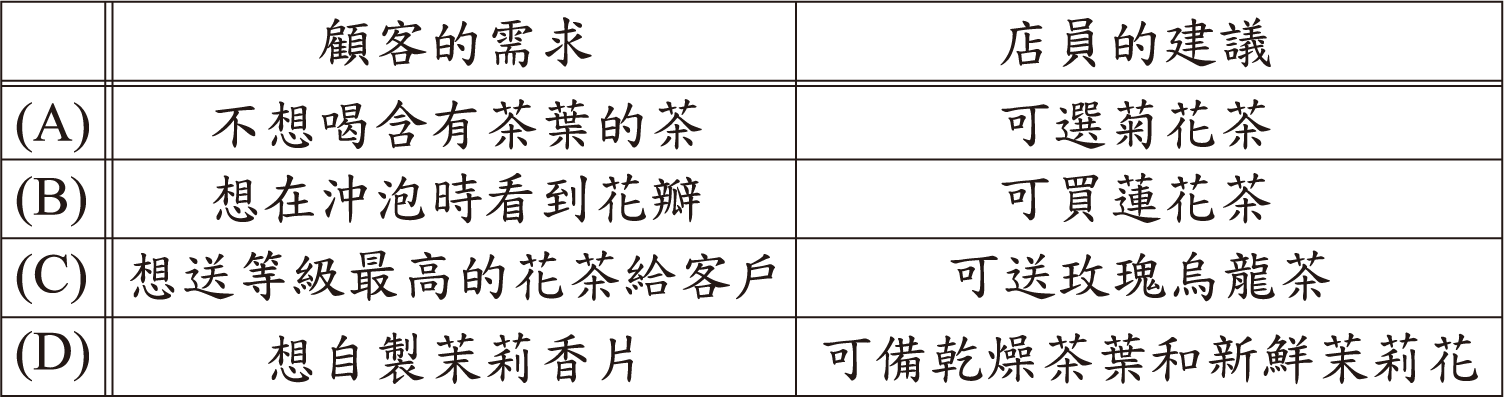 顧客的需求 店員的建議
(A) 不想喝含有茶葉的茶 可選菊花茶
(B) 想在沖泡時看到花瓣 可買蓮花茶
(C) 想送等級最高的花茶給客戶 可送玫瑰烏龍茶
(D) 想自製茉莉香片 可備乾燥茶葉和新鮮茉莉花